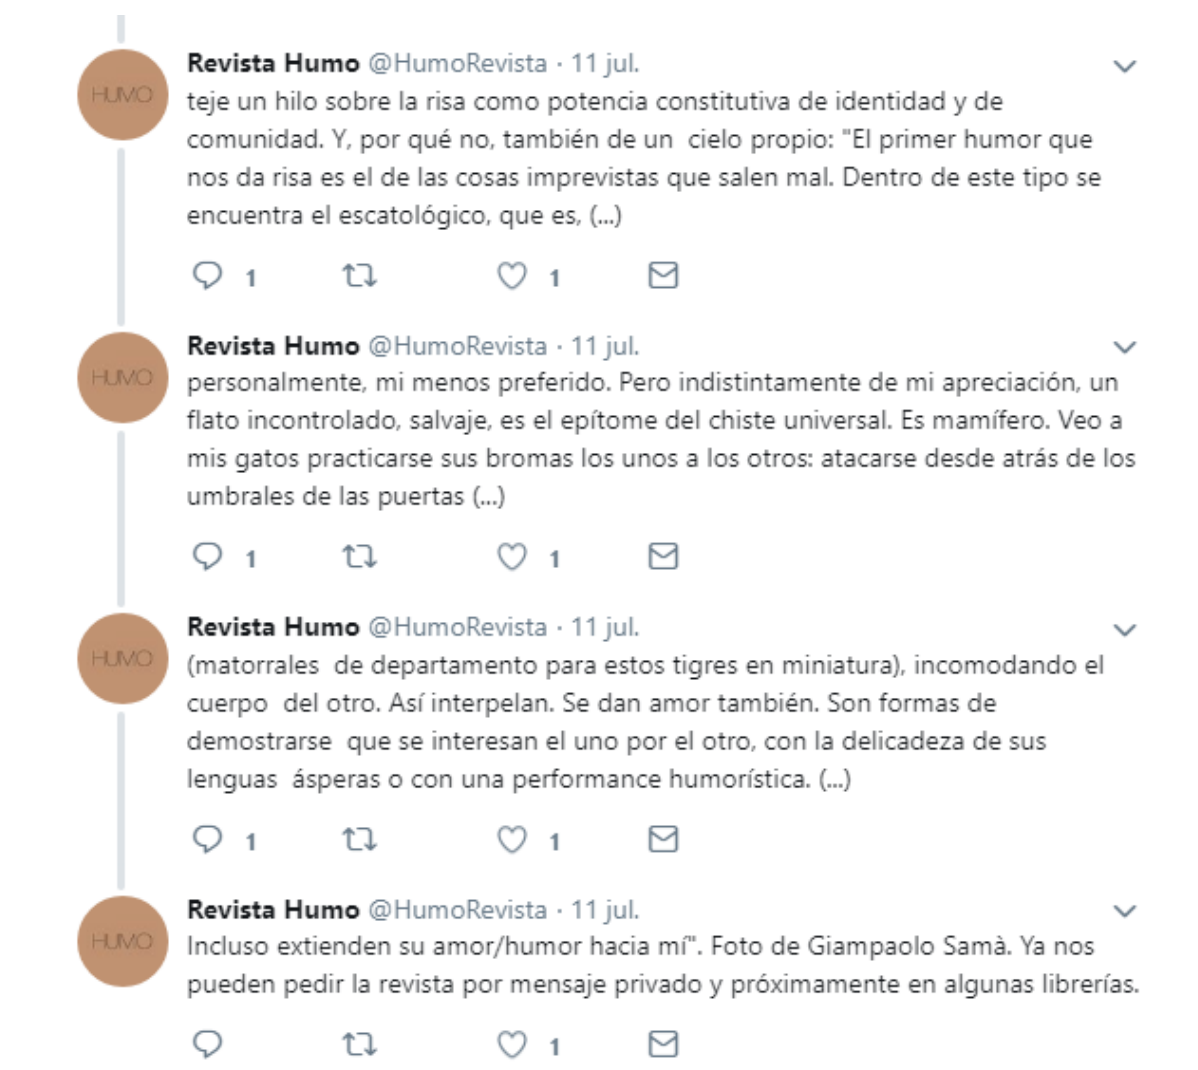 Revista Humo @HumoRevista · 11 jul.
HUMO
teje un hilo sobre la risa como potencia constitutiva de identidad y de
comunidad. Y, por qué no, también de un  cielo propio: "El primer humor que
nos da risa es el de las cosas imprevistas que salen mal. Dentro de este tipo se
encuentra el escatológico, que es, (...)
1 1
Revista Humo @HumoRevista · 11 jul.
HUMO
personalmente, mi menos preferido. Pero indistintamente de mi apreciación, un
flato incontrolado, salvaje, es el epítome del chiste universal. Es mamífero. Veo a
mis gatos practicarse sus bromas los unos a los otros: atacarse desde atrás de los
umbrales de las puertas (...)
1 1
Revista Humo @HumoRevista · 11 jul.
HUMO
(matorrales  de departamento para estos tigres en miniatura), incomodando el
cuerpo  del otro. Así interpelan. Se dan amor también. Son formas de
demostrarse  que se interesan el uno por el otro, con la delicadeza de sus
lenguas  ásperas o con una performance humorística. (...)
1 1
Revista Humo @HumoRevista · 11 jul.
HUMO
Incluso extienden su amor/humor hacia mí". Foto de Giampaolo Samà. Ya nos
pueden pedir la revista por mensaje privado y próximamente en algunas librerías.
1